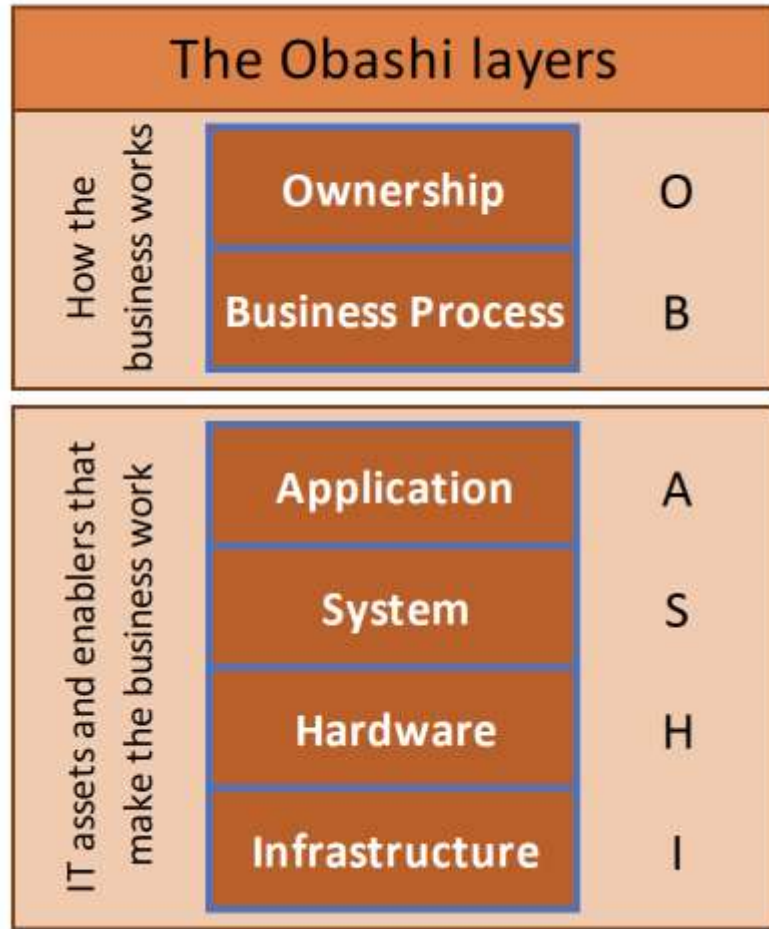 The Obashi layers
How the
business works
Ownership
O
Business Process
B
IT assets and enablers that
make the business work
Application
A
System
S
Hardware
H
Infrastructure
I